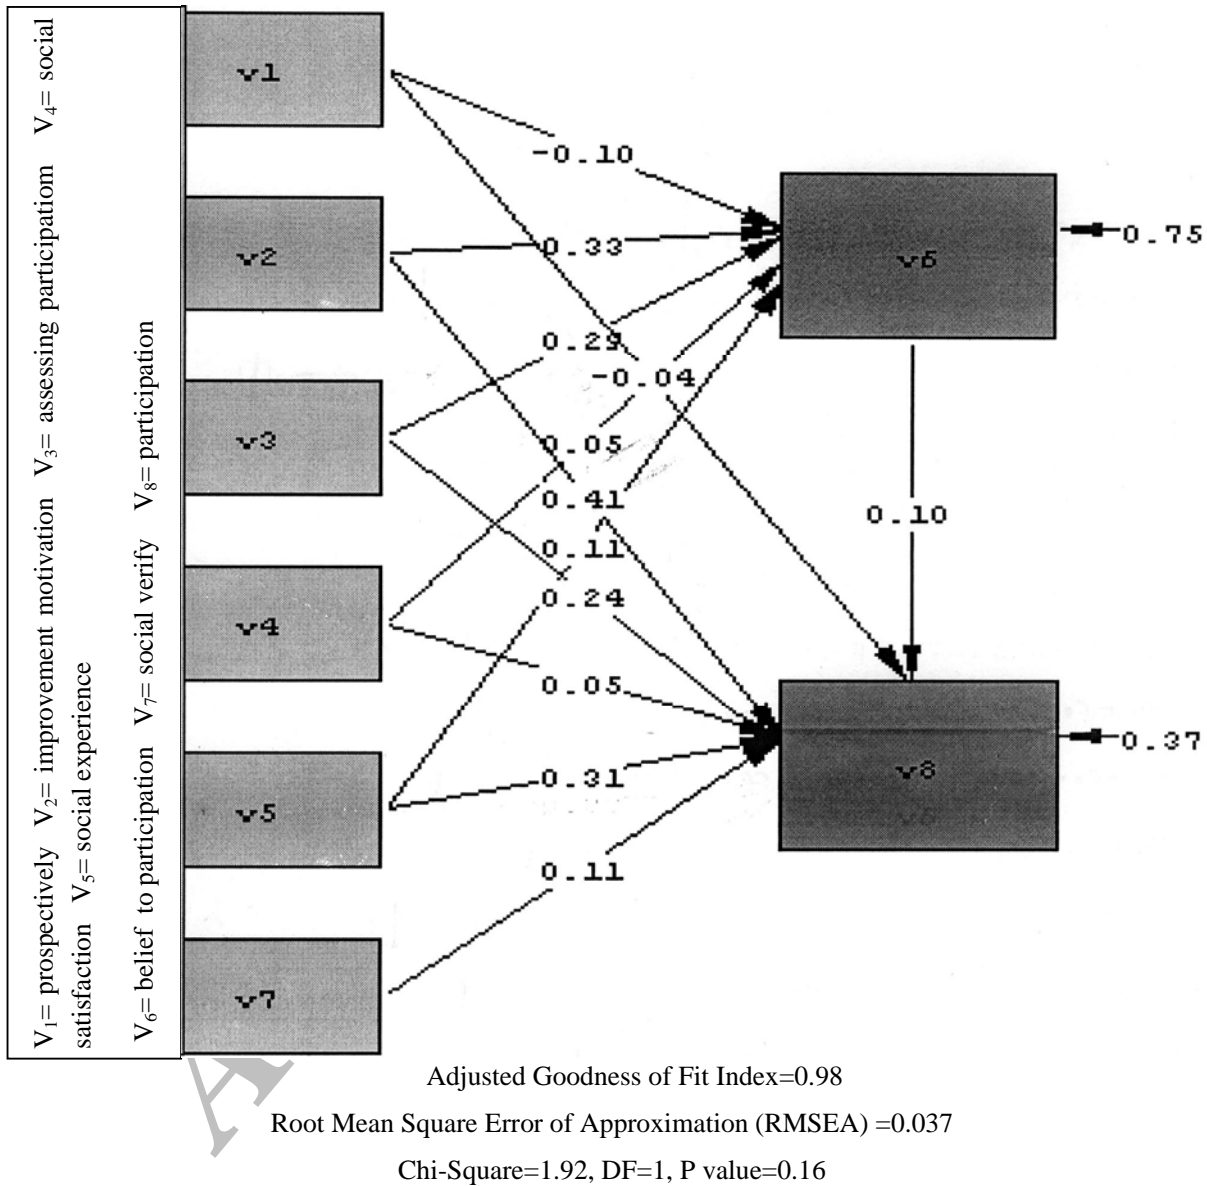 V1= prospectively V2= improvement motivation V3= assessing participatiom V4= social
satisfaction V5= social experience
V6= belief to participation V7= social verify V8= participation
v1
v2
v3
v4
v5
v7
-0.10
0.33
0.29
-0.04
0.05
0.41
0.11
0.24
0.05
0.31
0.11
v6
0.75
0.10
v8
0.37
A
Adjusted Goodness of Fit Index=0.98
Root Mean Square Error of Approximation (RMSEA) =0.037
Chi-Square=1.92, DF=1, P value=0.16